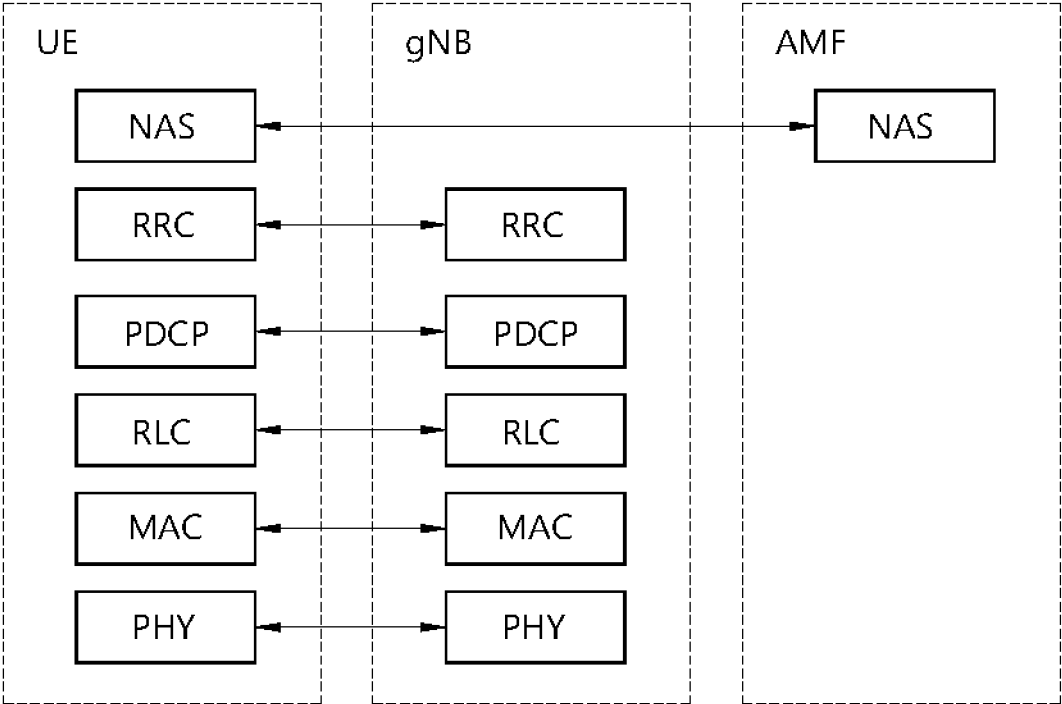 UE gNB AMF
NAS NAS
RRC RRC
PDCP PDCP
RLC RLC
MAC MAC
PHY PHY